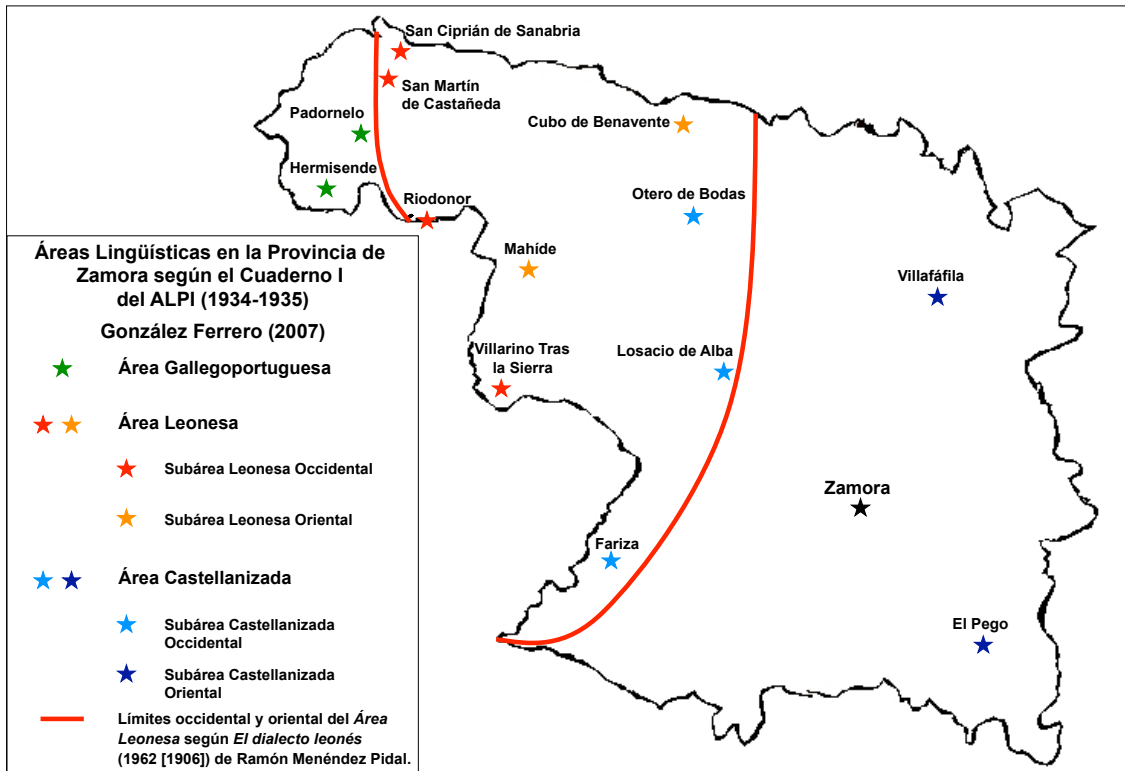 San Ciprián de Sanabria
San Martín
de Castañeda
Padornelo
Cubo de Benavente
Hermisende
Otero de Bodas
Riodonor
Mahíde
Villafáfila
Villarino Tras
la Sierra
Losacio de Alba
Zamora
Fariza
El Pego
Áreas Lingüísticas en la Provincia de
Zamora según el Cuaderno I
del ALPI (1934-1935)
González Ferrero (2007)
Área Gallegoportuguesa
Área Leonesa
Subárea Leonesa Occidental
Subárea Leonesa Oriental
Área Castellanizada
Subárea Castellanizada
Occidental
Subárea Castellanizada
Oriental
Límites occidental y oriental del Área
Leonesa según El dialecto leonés
(1962 [1906]) de Ramón Menéndez Pidal.